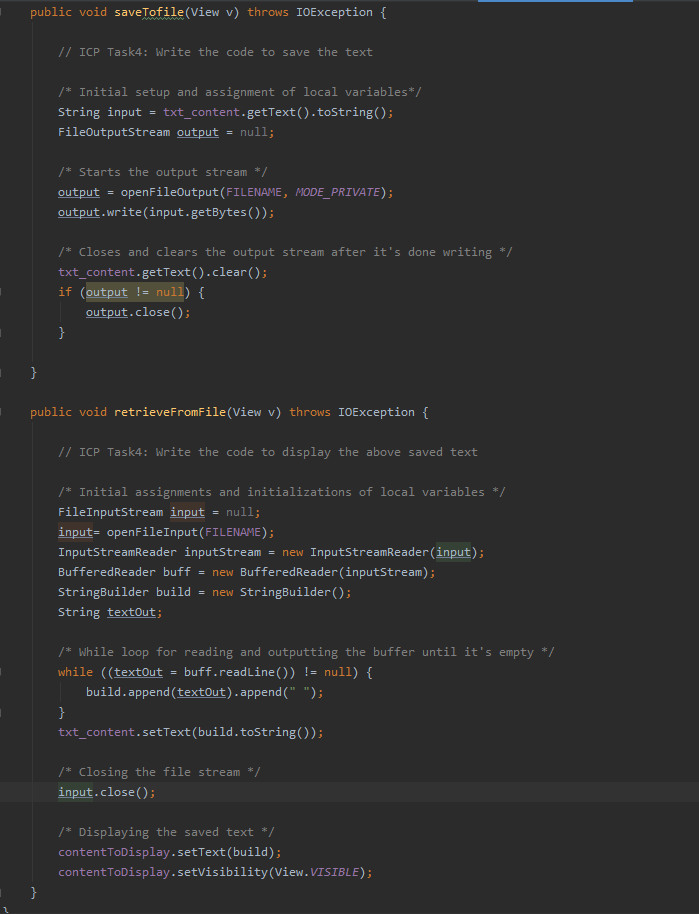 public void saveTofile(View v) throws IOException {
// ICP Task4: Write the code to save the text
/* Initial setup and assignment of local variables*/
String input = txt_content.getText().toString();
FileOutputStream output = null;
/* Starts the output stream */
output = openFileOutput(FILENAME, MODE_PRIVATE);
output.write(input.getBytes());
/* Closes and clears the output stream after it's done writing */
txt_content.getText().clear();
if (output != null) {
output.close();
}
}
public void retrieveFromFile(View v) throws IOException {
// ICP Task4: Write the code to display the above saved text
/* Initial assignments and initializations of local variables */
FileInputStream input = null;
input= openFileInput(FILENAME);
InputStreamReader inputStream = new InputStreamReader(input);
BufferedReader buff = new BufferedReader(inputStream);
StringBuilder build = new StringBuilder();
String textOut;
/* While loop for reading and outputting the buffer until it's empty */
while ((textOut = buff.readLine()) != null) {
build.append(textOut).append(" ");
}
txt_content.setText(build.toString());
/* Closing the file stream */
input.close();
/* Displaying the saved text */
contentToDisplay.setText(build);
contentToDisplay.setVisibility(View.VISIBLE);
}
}